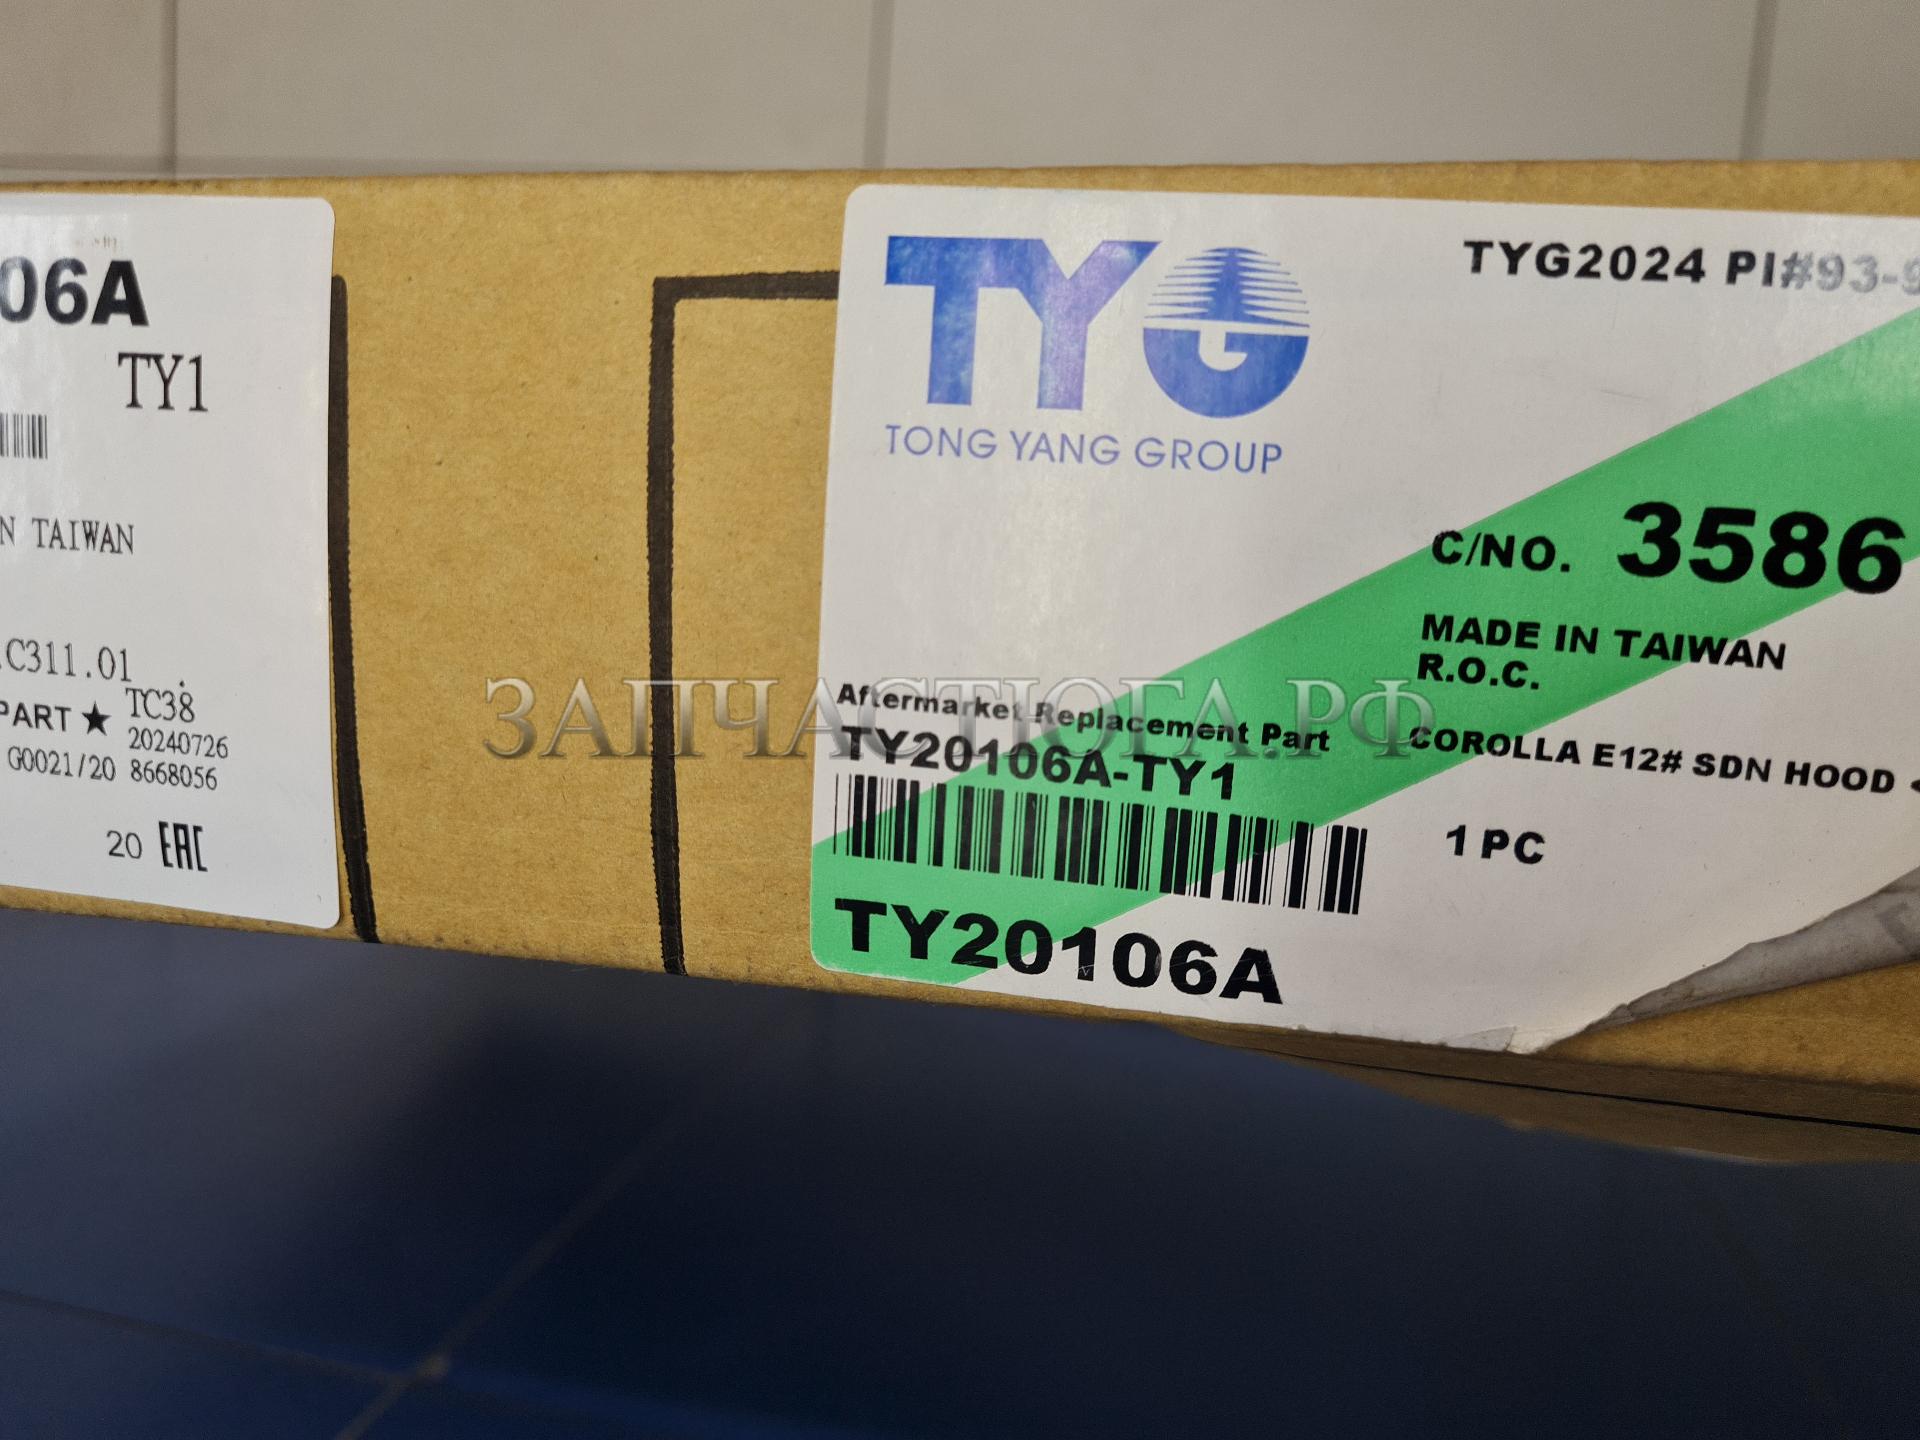 06A
TY1
N TAIWAN
.C311.01
TC38
PART ★
20240726
G0021/20 8668056
20 EAC
TYG
TONG YANG GROUP
TYG2024 PI#93-9
C/NO. 3586
MADE IN TAIWAN
R.O.C.
Aftermarket Replacement Part
TY20106A-TY1
COROLLA E12# SDN HOOD <
1 PC
TY20106A
ЗАПЧАСТЮГА.РФ